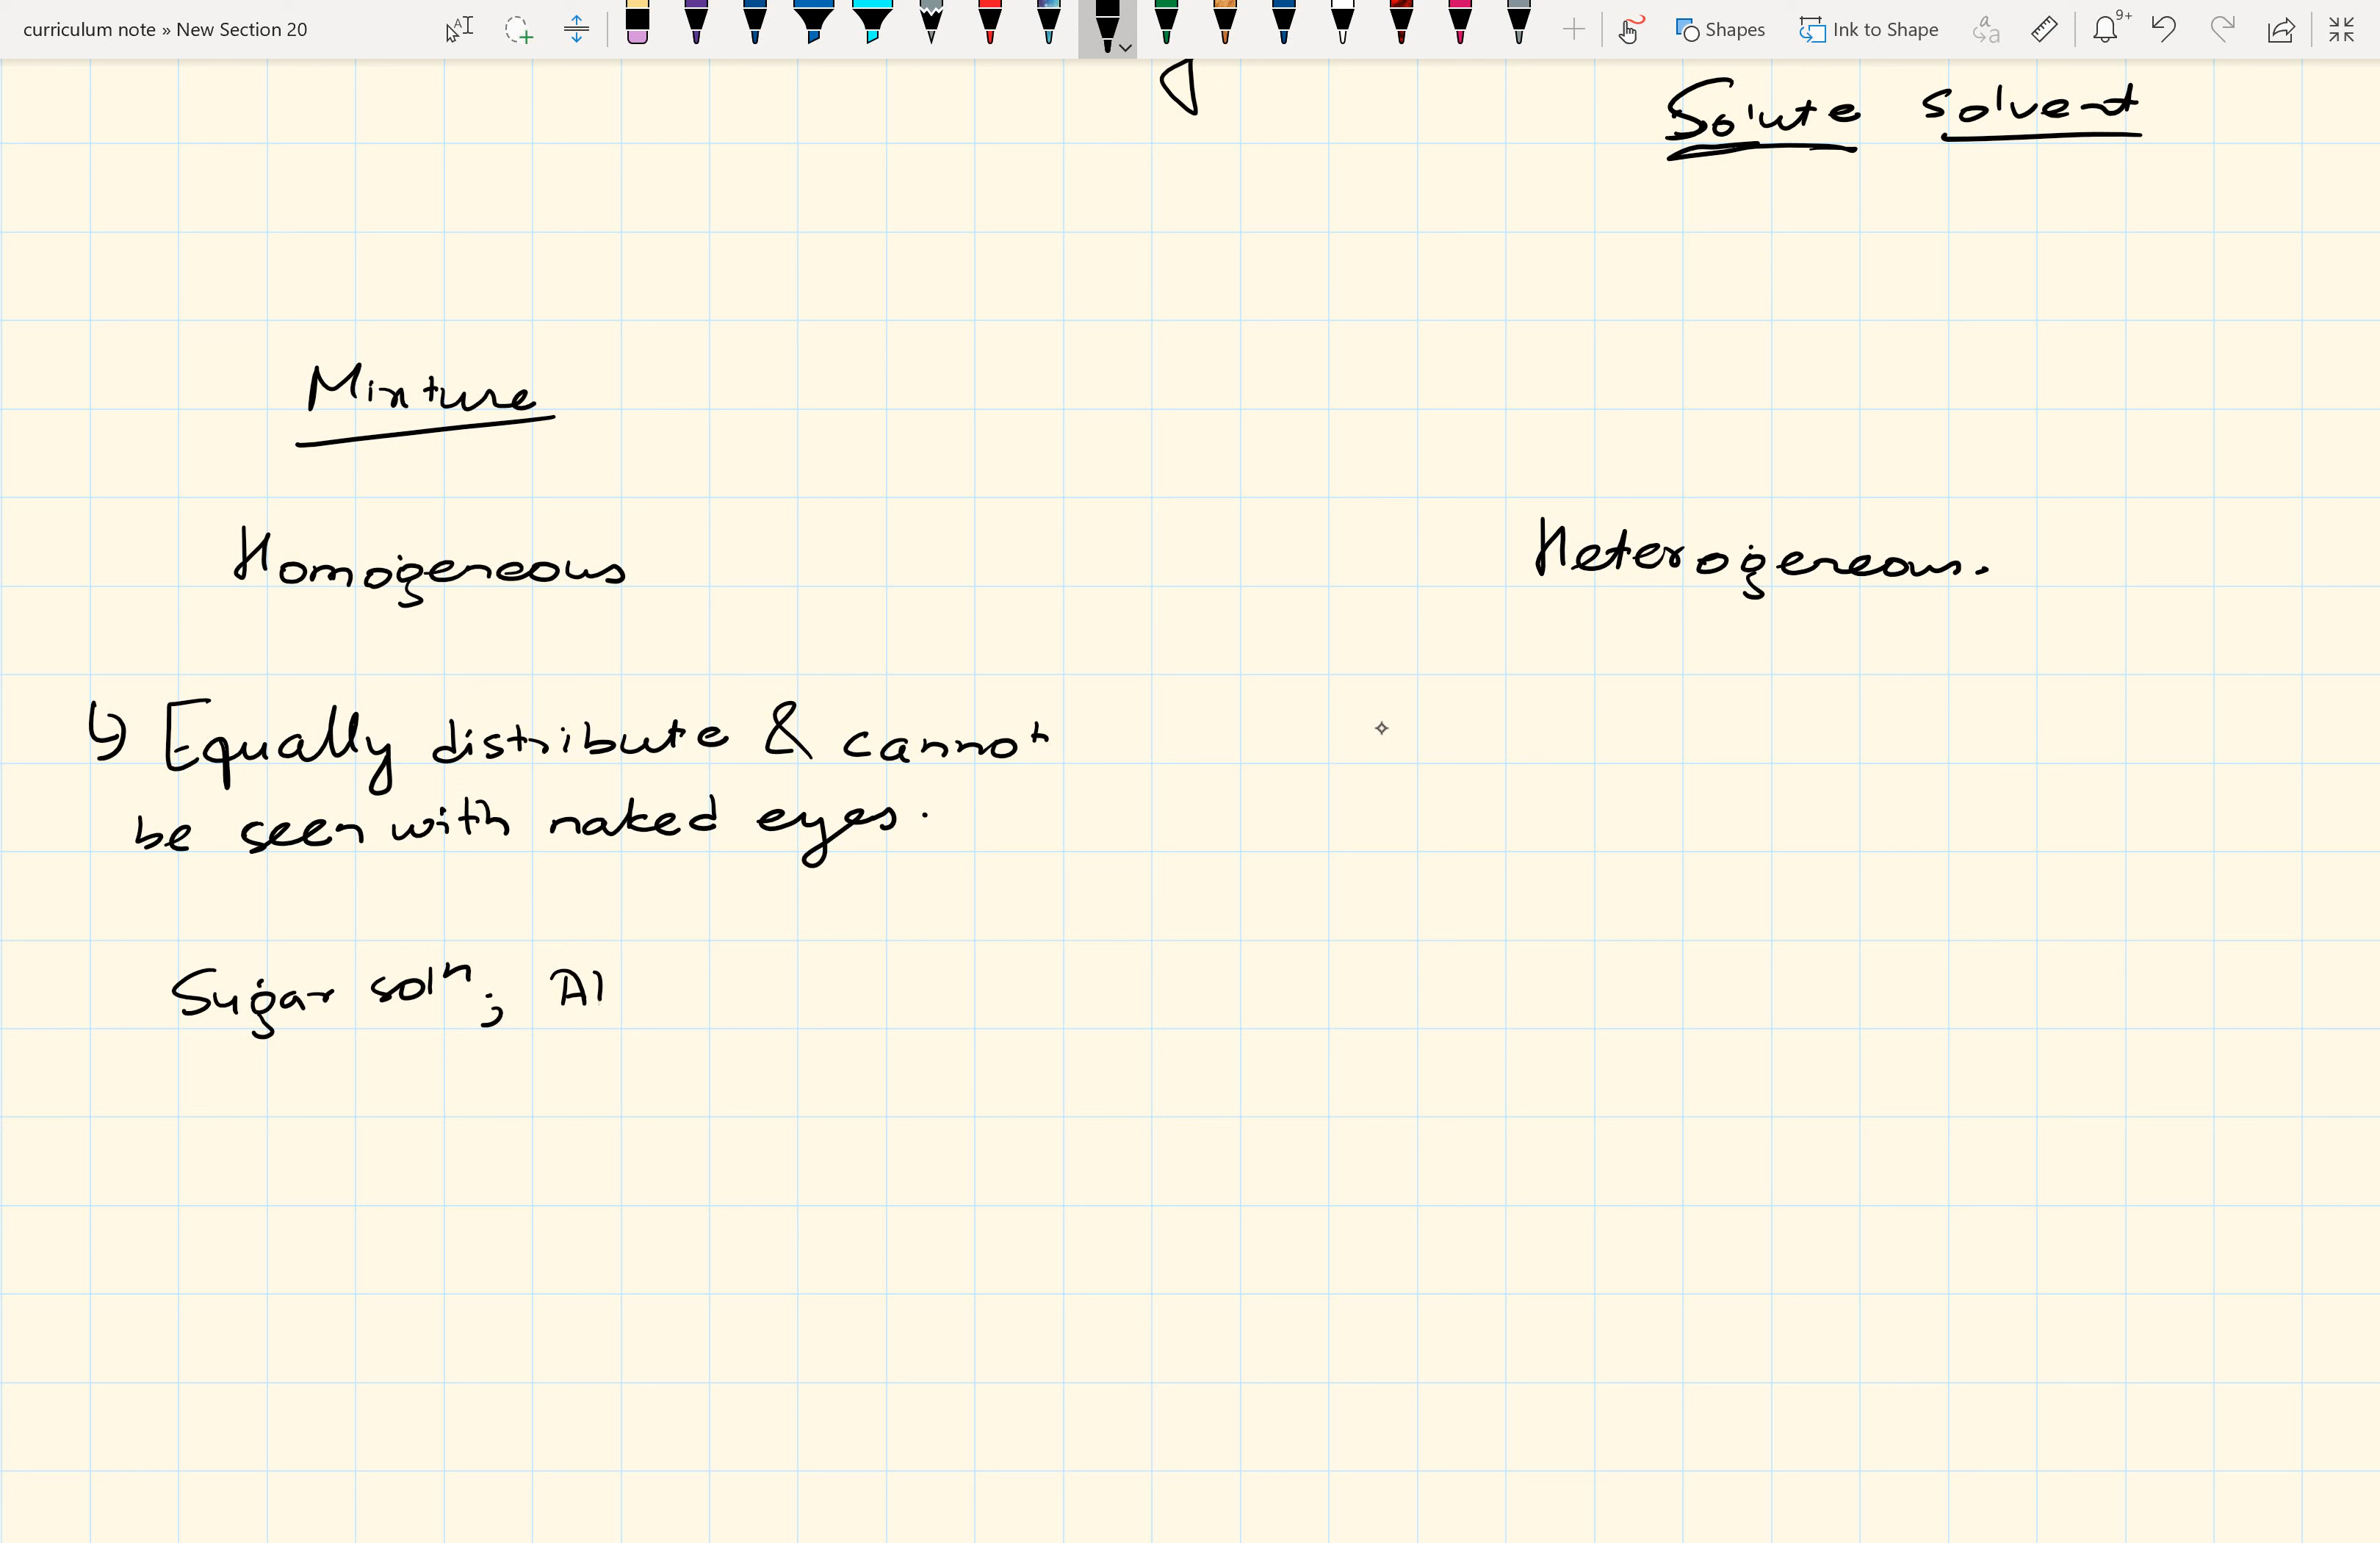 curriculum note » New Section 20
Shapes
Ink to Shape
9+
Solute solvent
Mixture
Homogeneous
Heterogeneous.
↳ Equally distribute & cannot
be seen with naked eyes.
Sugar solⁿ; Al